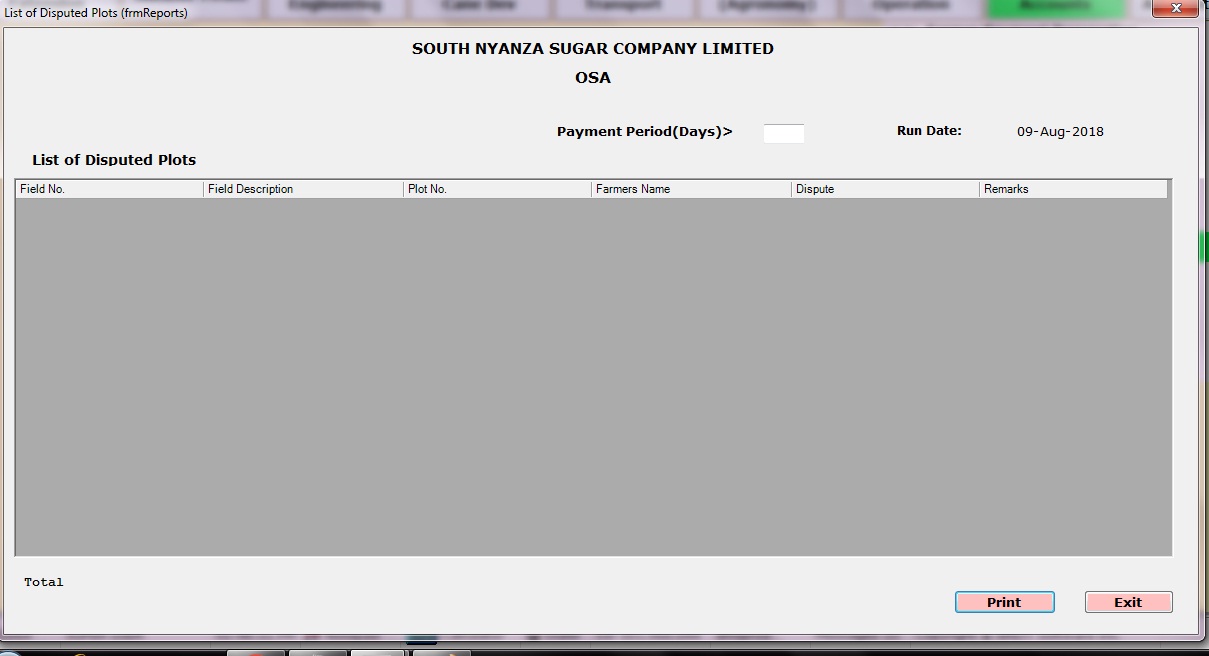 Engineering Cane Dev Transport (Agronomy) Operation Accounts
List of Disputed Plots (frmReports)
SOUTH NYANZA SUGAR COMPANY LIMITED
OSA
Payment Period(Days)> Run Date: 09-Aug-2018
List of Disputed Plots
Field No. Field Description Plot No. Farmers Name Dispute Remarks
Total
Print Exit